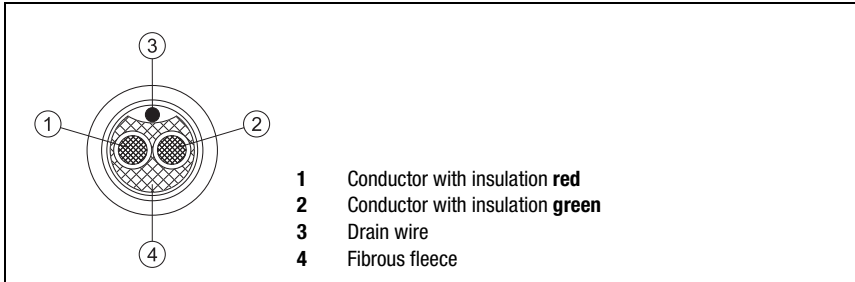 3
1
2
4
1 Conductor with insulation red
2 Conductor with insulation green
3 Drain wire
4 Fibrous fleece